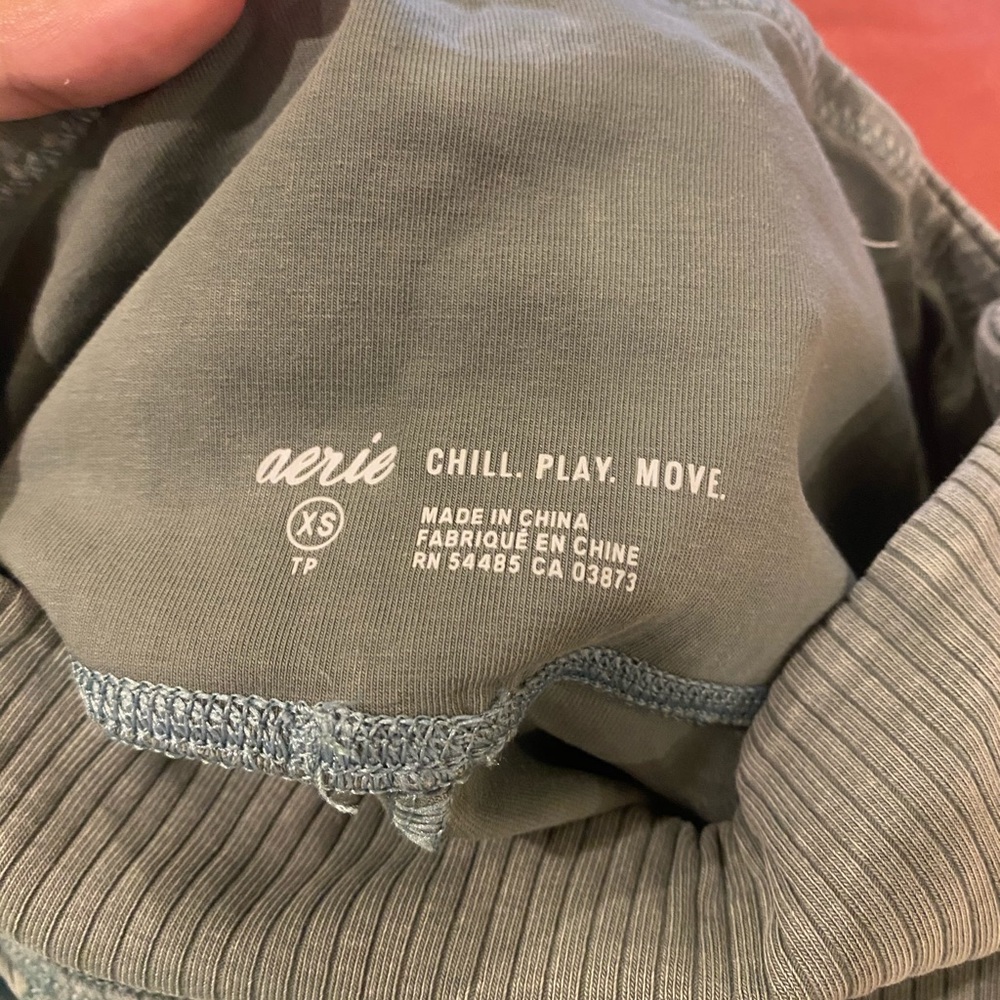 aerie CHILL. PLAY. MOVE.
XS
TP
MADE IN CHINA
FABRIQUÉ EN CHINE
RN 54485 CA 03873